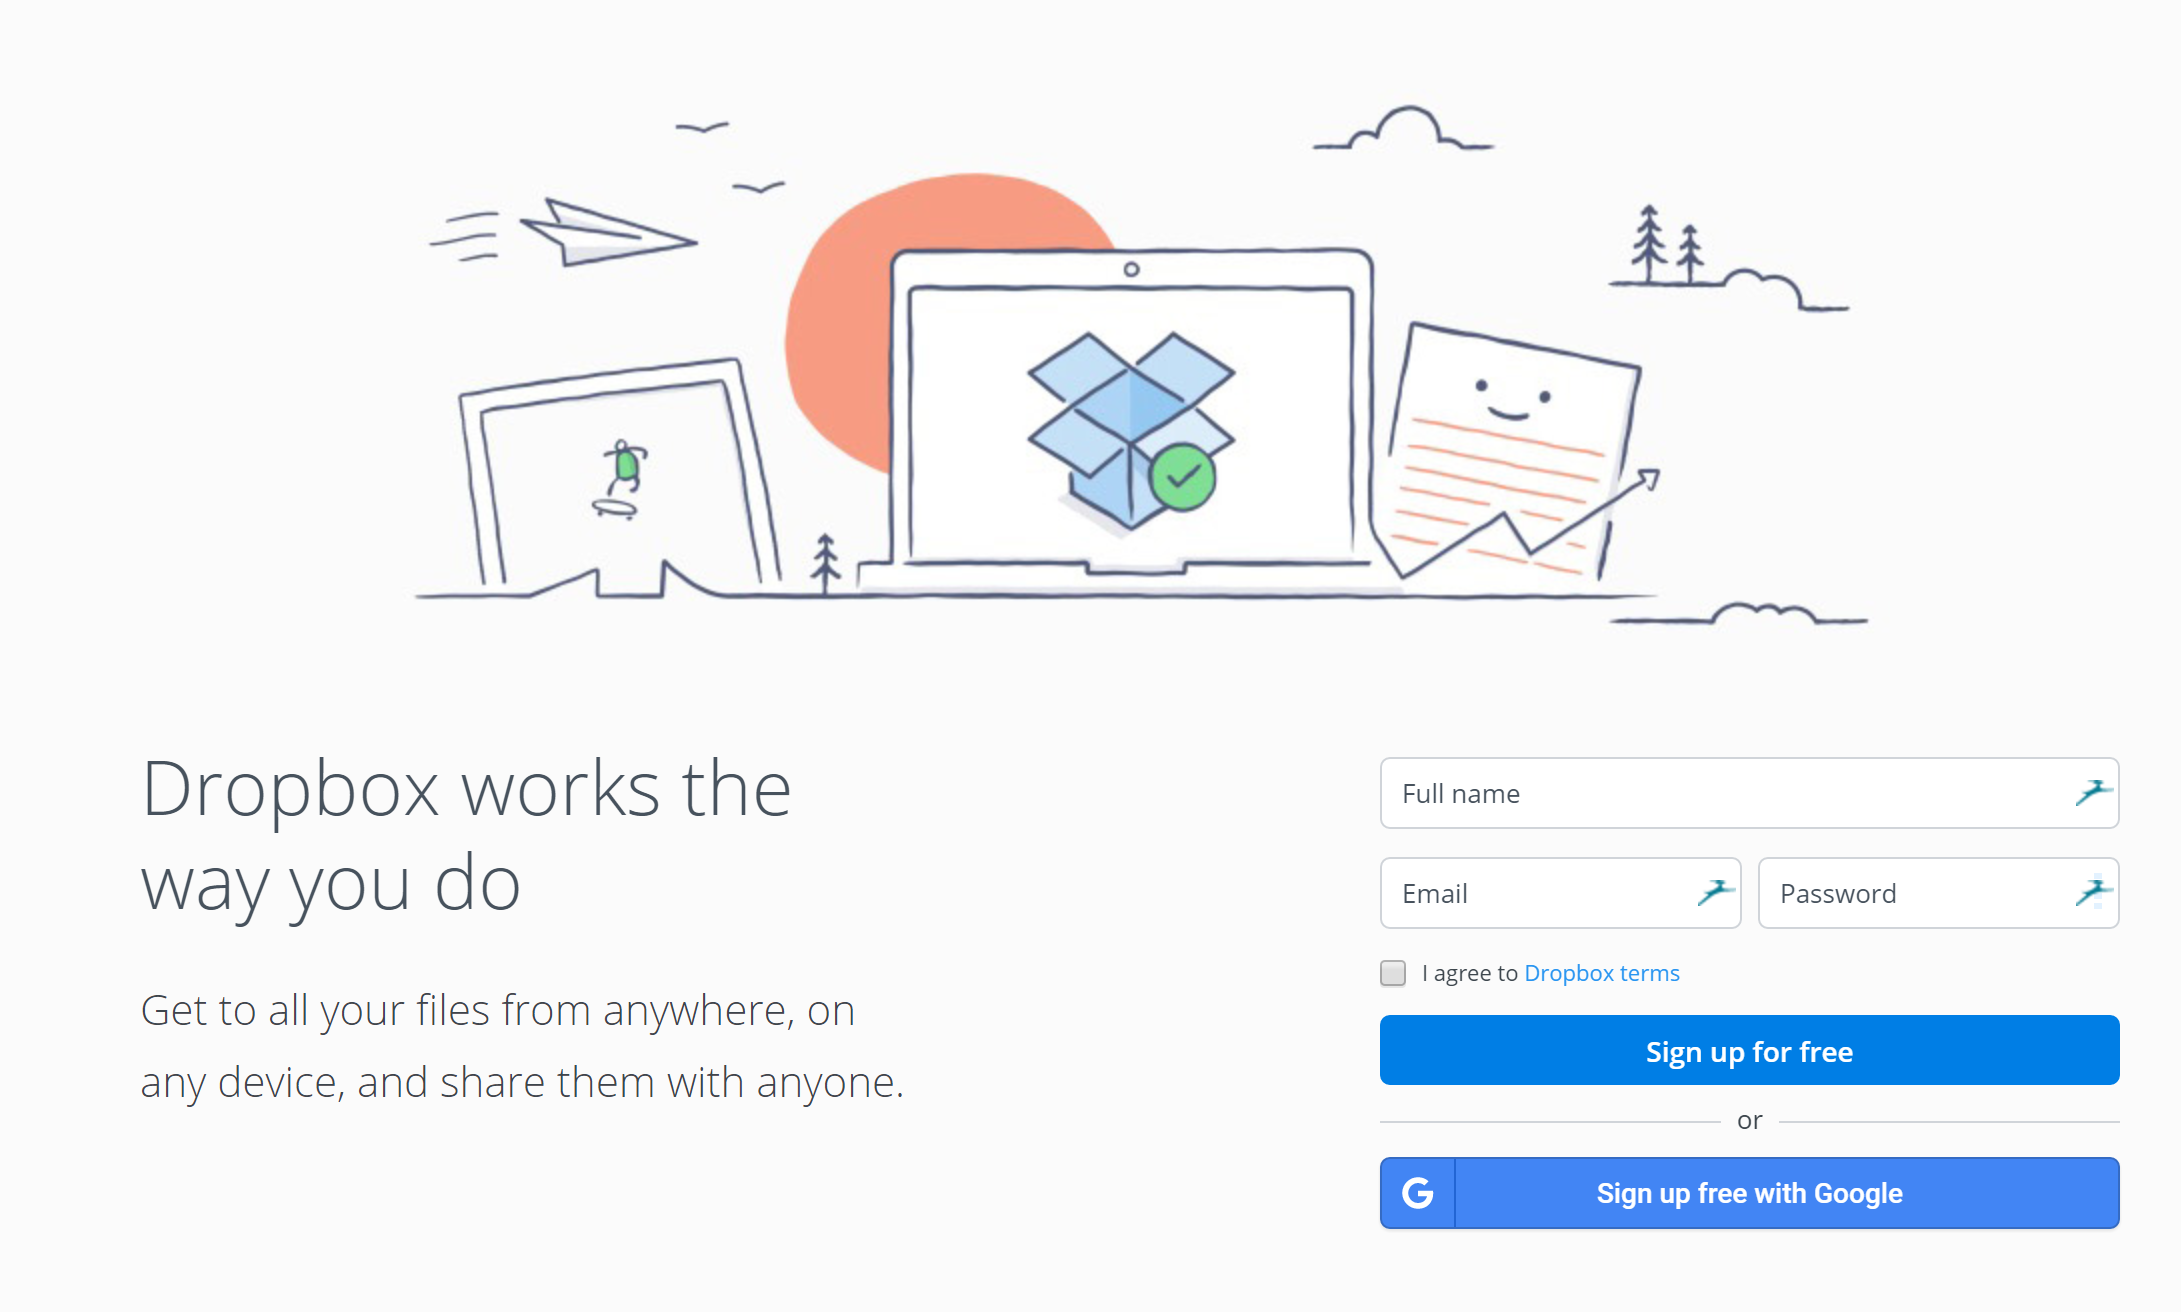 Dropbox works the
way you do
Get to all your files from anywhere, on
any device, and share them with anyone.
Full name
Email
Password
I agree to Dropbox terms
Sign up for free
or
G
Sign up free with Google